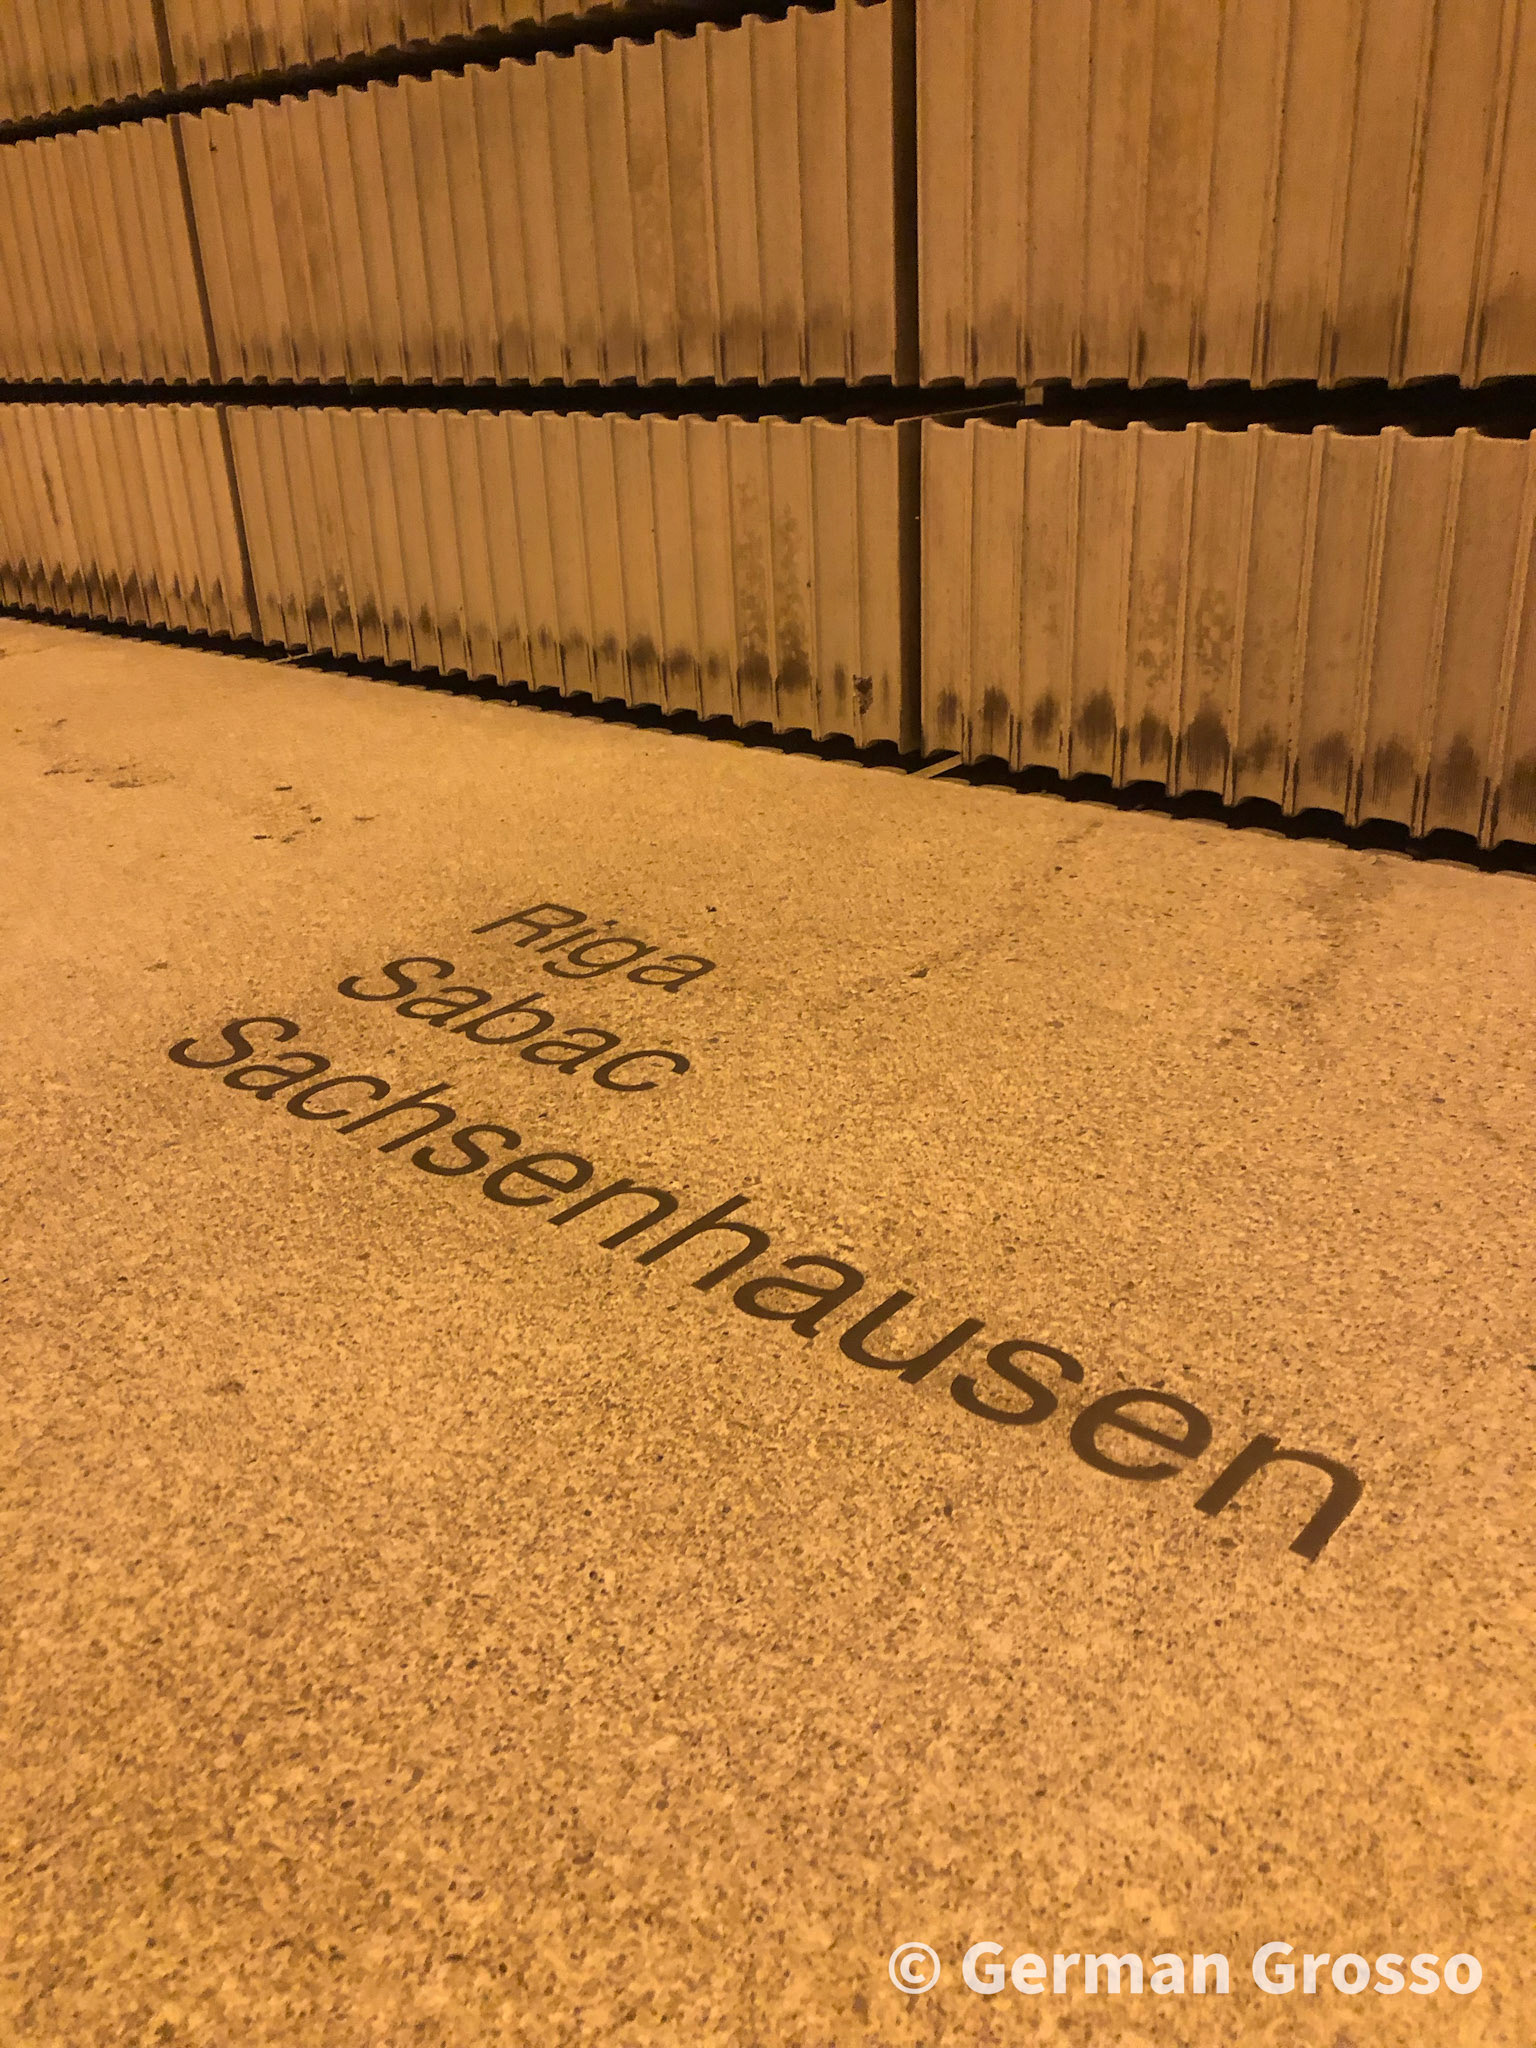 Riga
Sabac
Sachsenhausen
© German Grosso